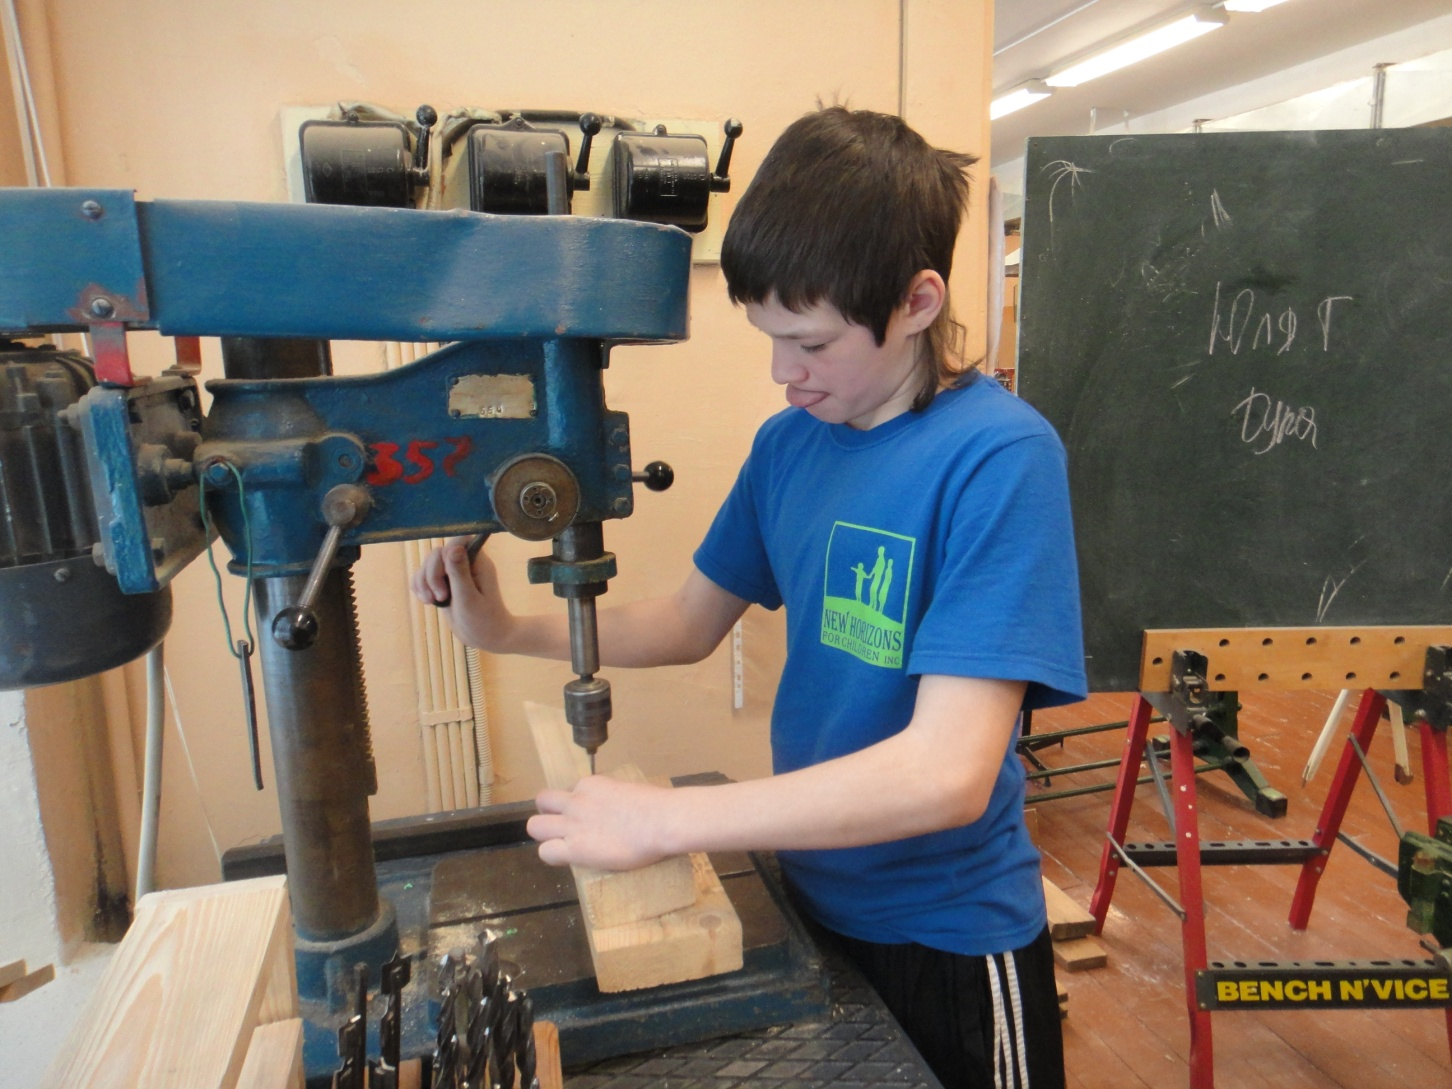 357
NEW HORIZONS
FOR CHILDREN INC
Юля Т
Дура
BENCH N'VICE